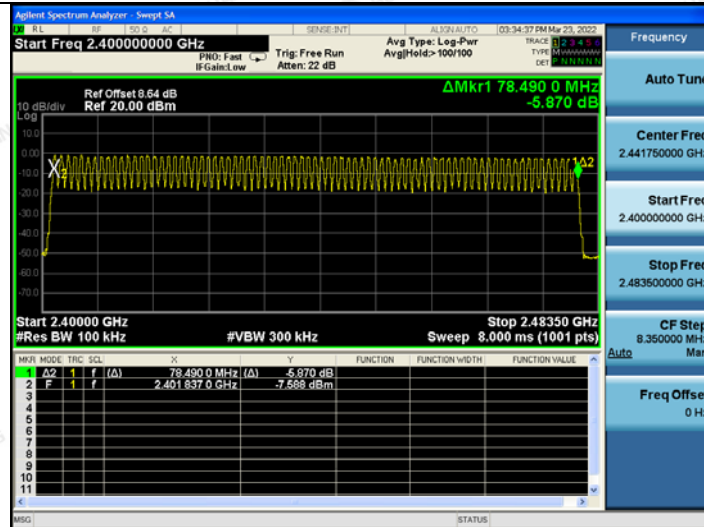 Agilent Spectrum Analyzer - Swept SA
RL RF 50 Ω AC SENSE:INT ALIGNAUTO 03:34:37 PM Mar 23, 2022
Start Freq 2.400000000 GHz
PNO: Fast
IFGain:Low
Trig: Free Run
Atten: 22 dB
Avg Type: Log-Pwr
Avg|Hold:>100/100
TRACE 1 2 3 4 5 6
TYPE M
DET P N N N N N
ΔMkr1 78.490 0 MHz
-5.870 dB
Ref Offset 8.64 dB
10 dB/div Ref 20.00 dBm
Log
10.0
0.00
-10.0
-20.0
-30.0
-40.0
-50.0
-60.0
-70.0
X2
1Δ2
Start 2.40000 GHz Stop 2.48350 GHz
#Res BW 100 kHz #VBW 300 kHz Sweep 8.000 ms (1001 pts)
MKR MODE TRC SCL X Y FUNCTION FUNCTION WIDTH FUNCTION VALUE
1 Δ2 1 f (Δ) 78.490 0 MHz (Δ) -5.870 dB
2 F 1 f 2.401 837 0 GHz -7.588 dBm
3
4
5
6
7
8
9
10
11
MSG STATUS
Frequency
Auto Tun
Center Fre
2.441750000 GH
Start Fre
2.400000000 GH
Stop Fre
2.483500000 GH
CF Ste
8.350000 MH
Auto Mar
Freq Offse
0 H